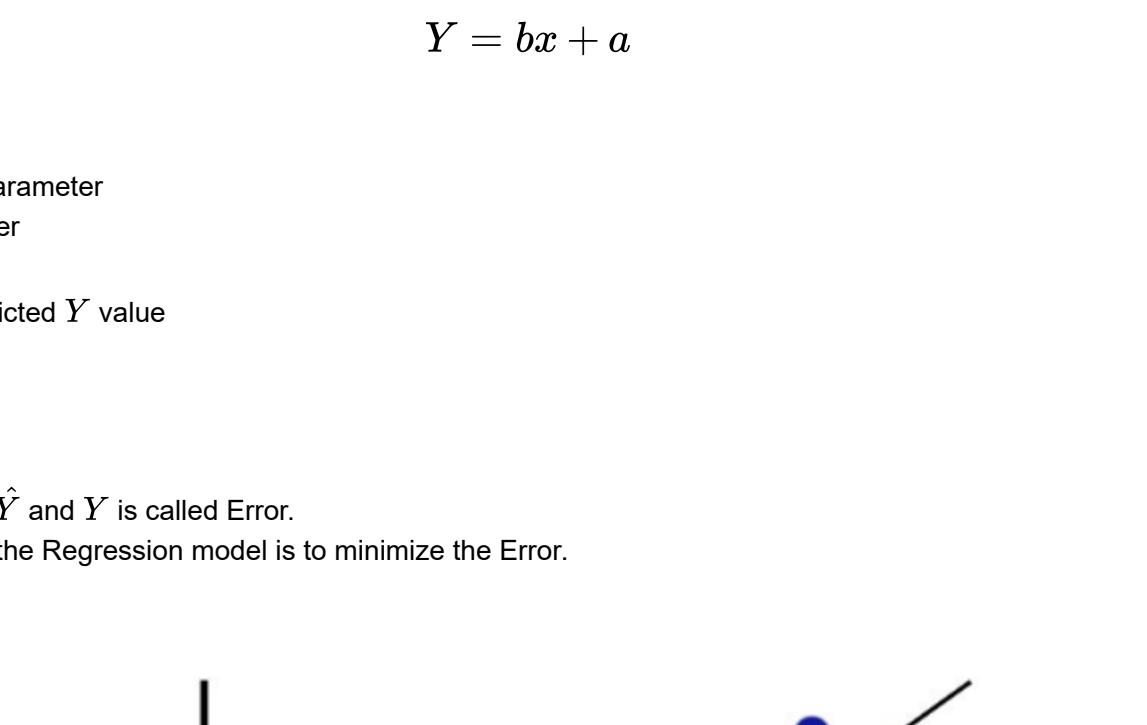 Y = bx + a
arameter
er
icted Y value
Ŷ and Y is called Error.
the Regression model is to minimize the Error.